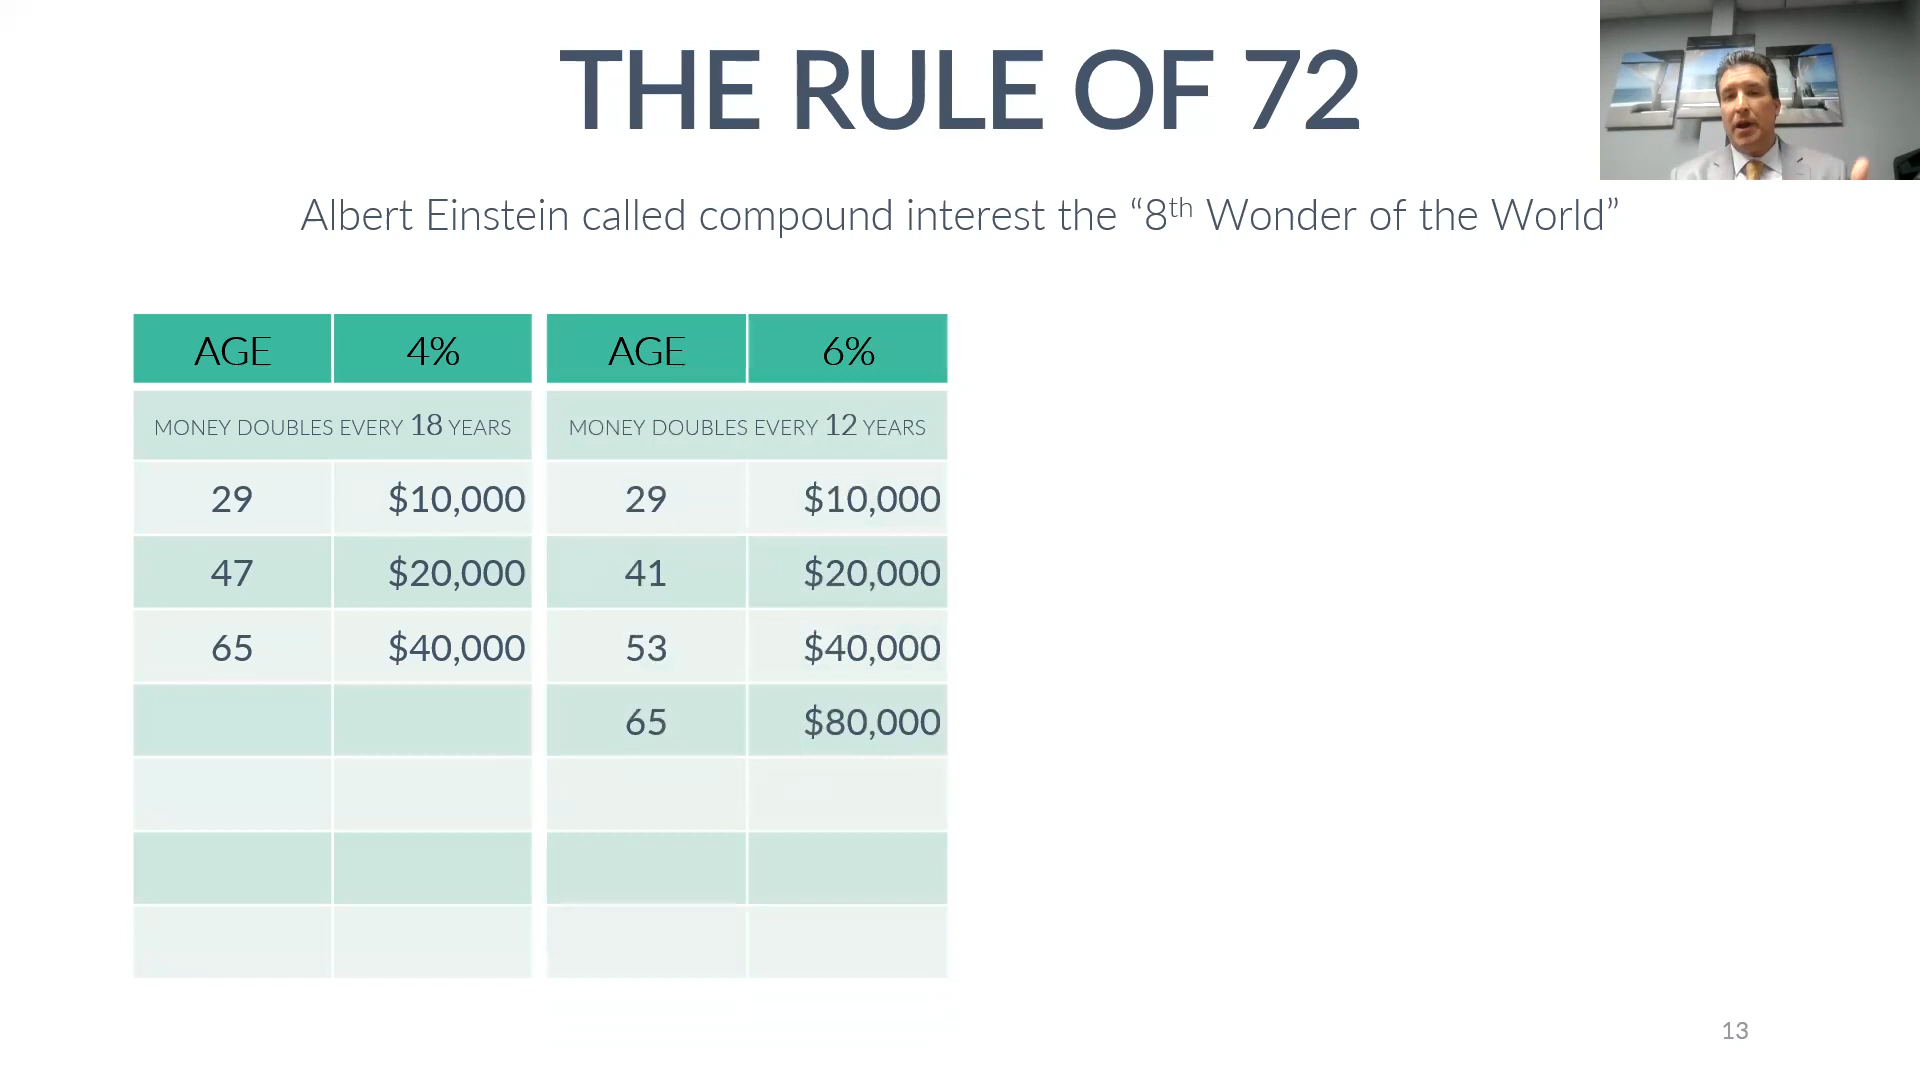 THE RULE OF 72
Albert Einstein called compound interest the “8th Wonder of the World”
AGE 4% AGE 6%
MONEY DOUBLES EVERY 18 YEARS MONEY DOUBLES EVERY 12 YEARS
29 $10,000 29 $10,000
47 $20,000 41 $20,000
65 $40,000 53 $40,000
65 $80,000
13